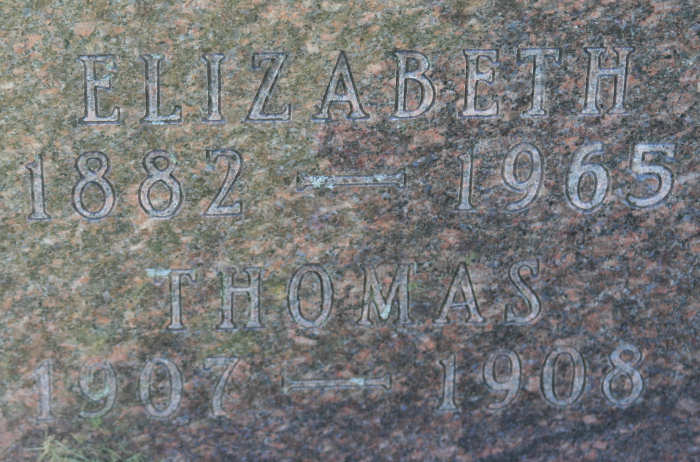 ELIZABETH
1882 — 1965
THOMAS
1907 — 1908